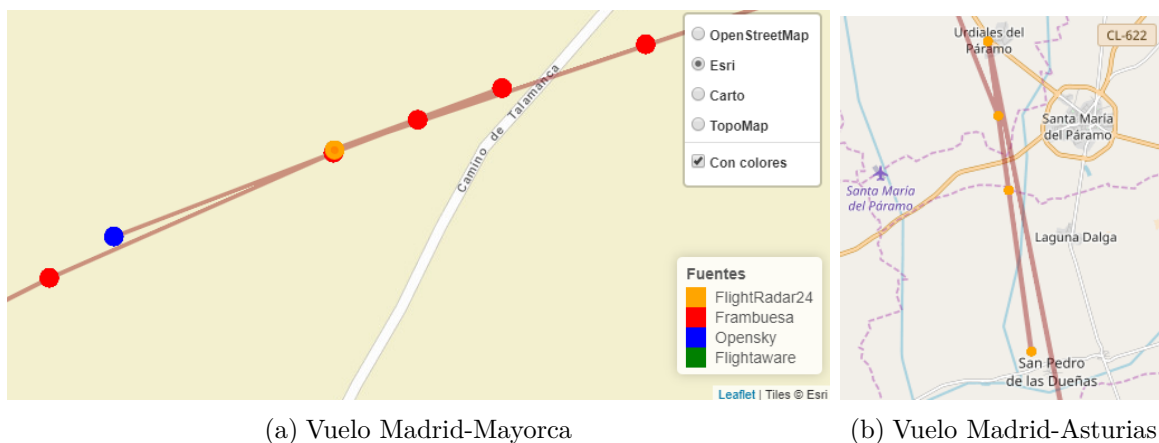 OpenStreetMap
Esri
Carto
TopoMap
Con colores
Camino de Talamanca
Fuentes
FlightRadar24
Frambuesa
Opensky
Flightaware
Leaflet | Tiles © Esri
(a) Vuelo Madrid-Mayorca
Urdiales del
Páramo
CL-622
Santa María
del Páramo
Santa María
del Páramo
Laguna Dalga
San Pedro
de las Dueñas
(b) Vuelo Madrid-Asturias